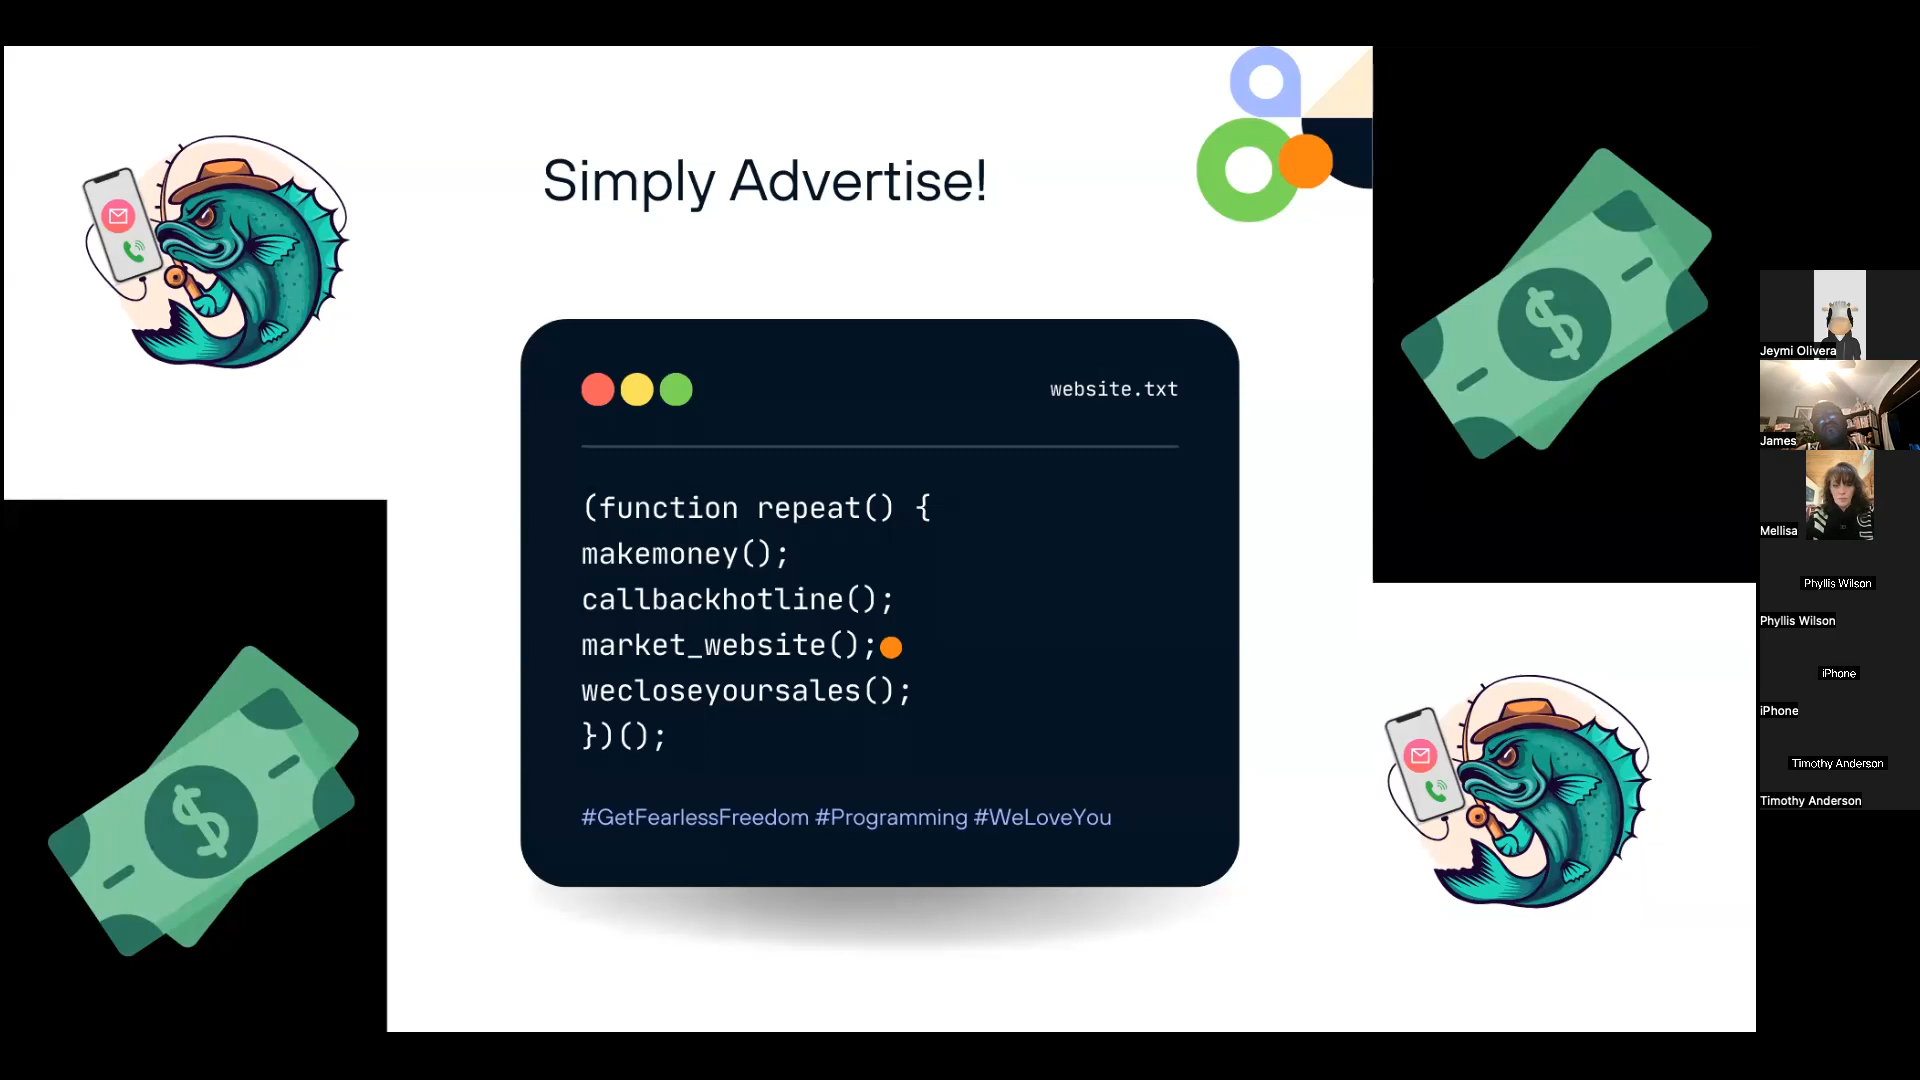 Simply Advertise!
website.txt
(function repeat() {
makemoney();
callbackhotline();
market_website();
wecloseyoursales();
})();
#GetFearlessFreedom #Programming #WeLoveYou
Jeymi Olivera
James
Mellisa
Phyllis Wilson
Phyllis Wilson
iPhone
iPhone
Timothy Anderson
Timothy Anderson